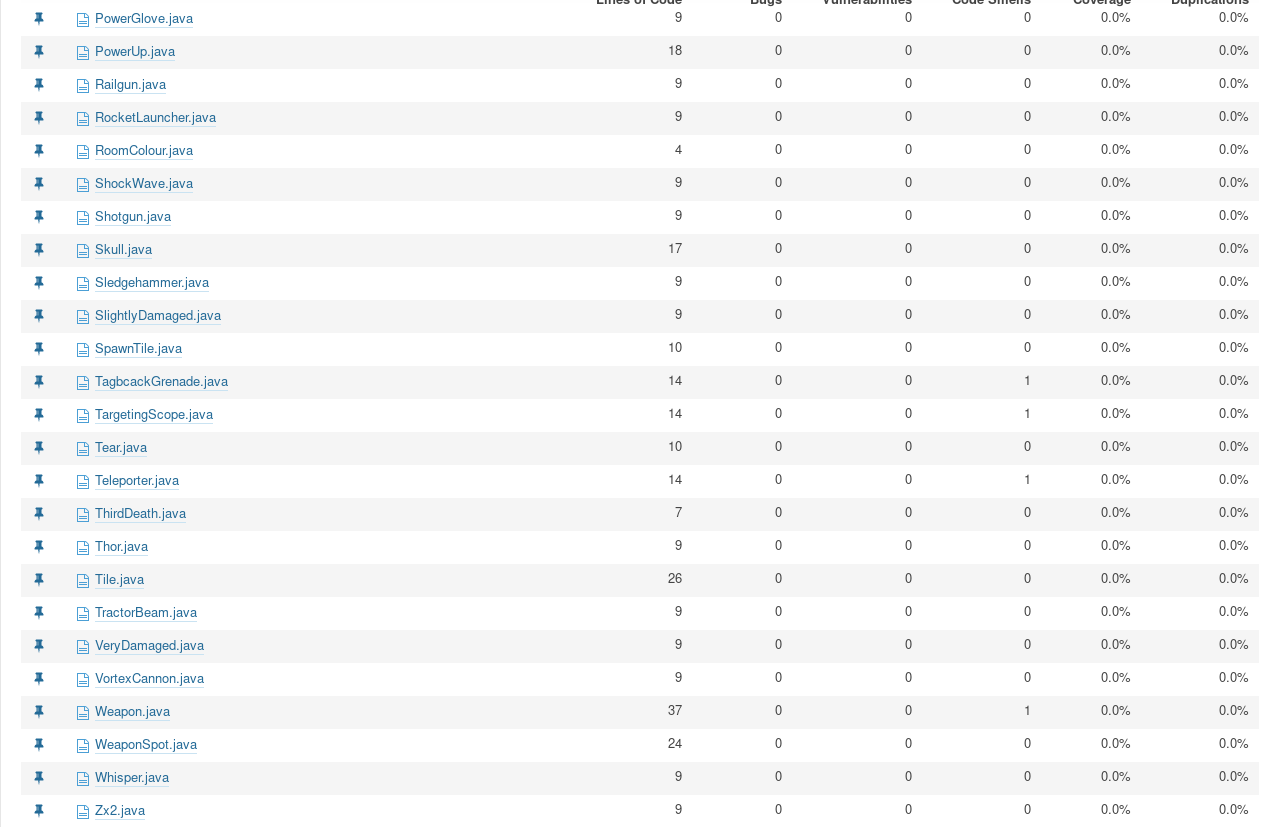 Lines of Code Bugs Vulnerabilities Code Smells Coverage Duplications
PowerGlove.java 9 0 0 0 0.0% 0.0%
PowerUp.java 18 0 0 0 0.0% 0.0%
Railgun.java 9 0 0 0 0.0% 0.0%
RocketLauncher.java 9 0 0 0 0.0% 0.0%
RoomColour.java 4 0 0 0 0.0% 0.0%
ShockWave.java 9 0 0 0 0.0% 0.0%
Shotgun.java 9 0 0 0 0.0% 0.0%
Skull.java 17 0 0 0 0.0% 0.0%
Sledgehammer.java 9 0 0 0 0.0% 0.0%
SlightlyDamaged.java 9 0 0 0 0.0% 0.0%
SpawnTile.java 10 0 0 0 0.0% 0.0%
TagbcackGrenade.java 14 0 0 1 0.0% 0.0%
TargetingScope.java 14 0 0 1 0.0% 0.0%
Tear.java 10 0 0 0 0.0% 0.0%
Teleporter.java 14 0 0 1 0.0% 0.0%
ThirdDeath.java 7 0 0 0 0.0% 0.0%
Thor.java 9 0 0 0 0.0% 0.0%
Tile.java 26 0 0 0 0.0% 0.0%
TractorBeam.java 9 0 0 0 0.0% 0.0%
VeryDamaged.java 9 0 0 0 0.0% 0.0%
VortexCannon.java 9 0 0 0 0.0% 0.0%
Weapon.java 37 0 0 1 0.0% 0.0%
WeaponSpot.java 24 0 0 0 0.0% 0.0%
Whisper.java 9 0 0 0 0.0% 0.0%
Zx2.java 9 0 0 0 0.0% 0.0%